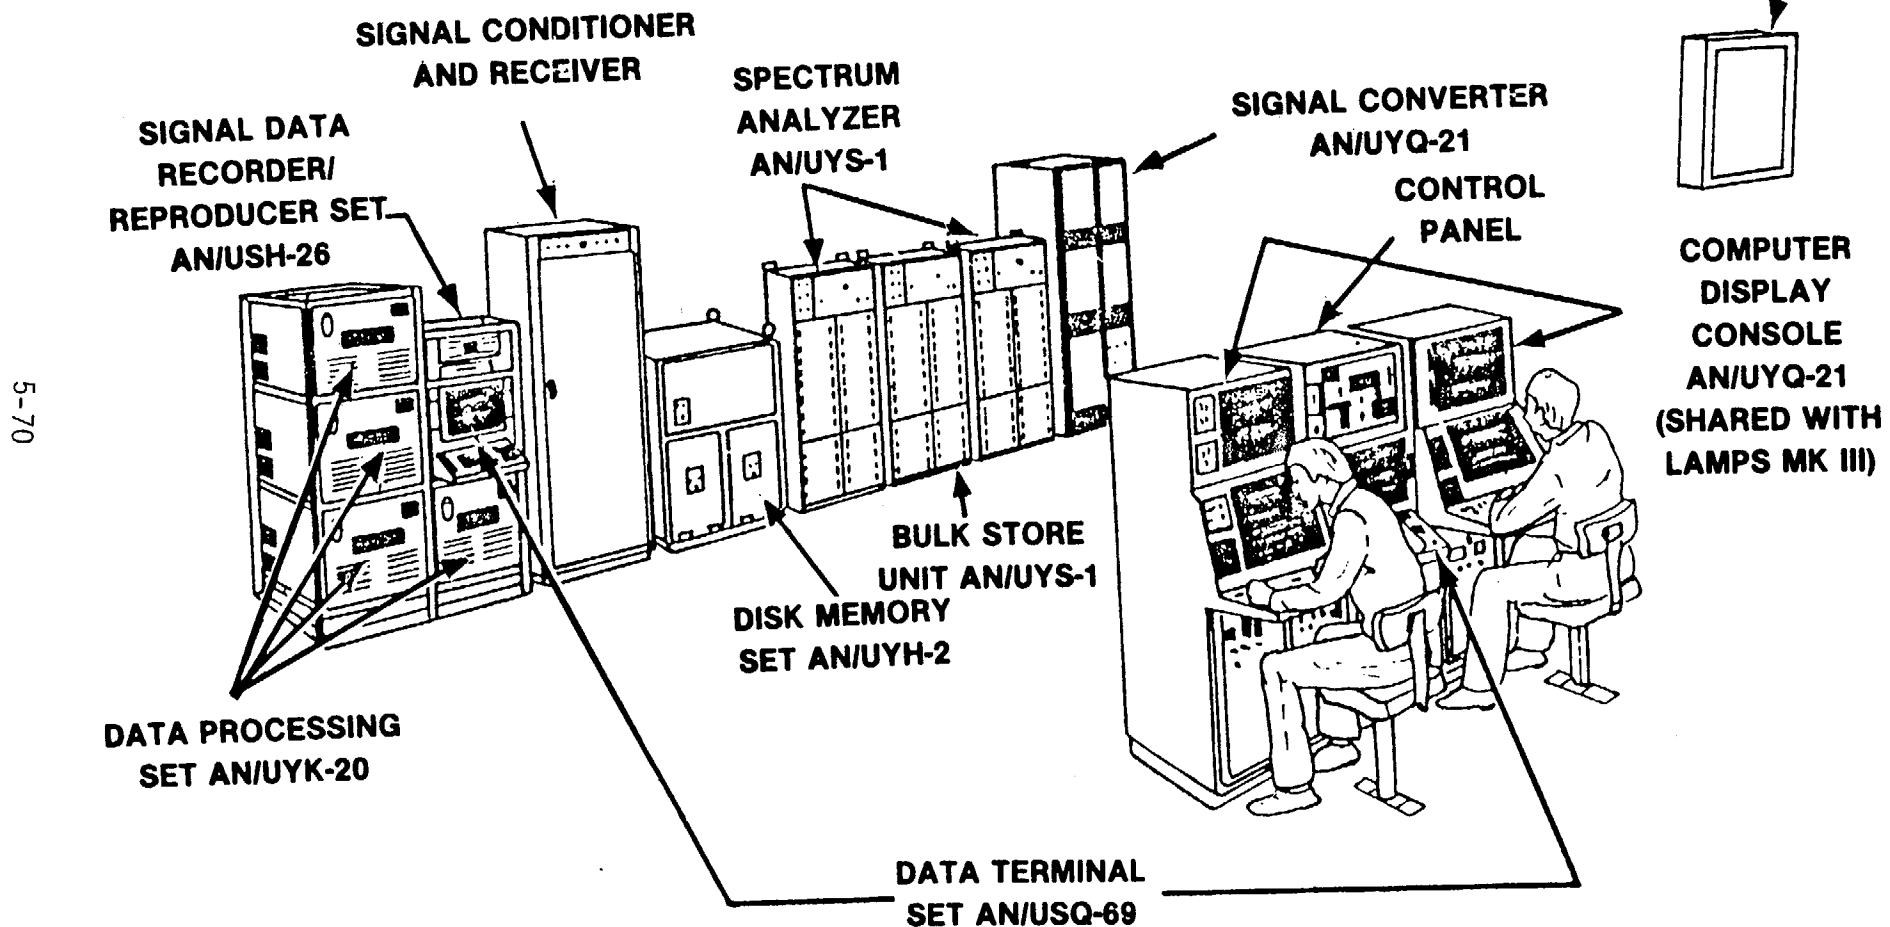 SIGNAL CONDITIONER
AND RECEIVER
SPECTRUM
ANALYZER
AN/UYS-1
SIGNAL CONVERTER
AN/UYQ-21
SIGNAL DATA
RECORDER/
REPRODUCER SET
AN/USH-26
CONTROL
PANEL
COMPUTER
DISPLAY
CONSOLE
AN/UYQ-21
(SHARED WITH
LAMPS MK III)
5-70
BULK STORE
UNIT AN/UYS-1
DISK MEMORY
SET AN/UYH-2
DATA PROCESSING
SET AN/UYK-20
DATA TERMINAL
SET AN/USQ-69